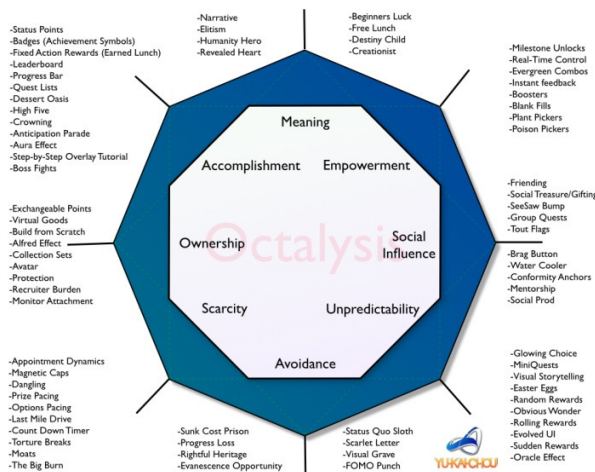 -Narrative
-Elitism
-Humanity Hero
-Revealed Heart
-Beginners Luck
-Free Lunch
-Destiny Child
-Creationist
-Status Points
-Badges (Achievement Symbols)
-Fixed Action Rewards (Earned Lunch)
-Leaderboard
-Progress Bar
-Quest Lists
-Dessert Oasis
-High Five
-Crowning
-Anticipation Parade
-Aura Effect
-Step-by-Step Overlay Tutorial
-Boss Fights
-Milestone Unlocks
-Real-Time Control
-Evergreen Combos
-Instant feedback
-Boosters
-Blank Fills
-Plant Pickers
-Poison Pickers
Meaning
Accomplishment
Empowerment
Ownership
Octalysis
Social
Influence
Scarcity
Unpredictability
Avoidance
-Exchangeable Points
-Virtual Goods
-Build from Scratch
-Alfred Effect
-Collection Sets
-Avatar
-Protection
-Recruiter Burden
-Monitor Attachment
-Friending
-Social Treasure/Gifting
-SeeSaw Bump
-Group Quests
-Tout Flags
-Brag Button
-Water Cooler
-Conformity Anchors
-Mentorship
-Social Prod
-Appointment Dynamics
-Magnetic Caps
-Dangling
-Prize Pacing
-Options Pacing
-Last Mile Drive
-Count Down Timer
-Torture Breaks
-Moats
-The Big Burn
-Sunk Cost Prison
-Progress Loss
-Rightful Heritage
-Evanescence Opportunity
-Status Quo Sloth
-Scarlet Letter
-Visual Grave
-FOMO Punch
YUKAICHOU
-Glowing Choice
-MiniQuests
-Visual Storytelling
-Easter Eggs
-Random Rewards
-Obvious Wonder
-Rolling Rewards
-Evolved UI
-Sudden Rewards
-Oracle Effect